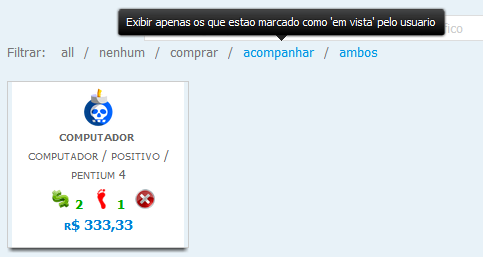 Exibir apenas os que estao marcado como 'em vista' pelo usuario
fico
Filtrar: all / nenhum / comprar / acompanhar / ambos
COMPUTADOR
COMPUTADOR / POSITIVO /
PENTIUM 4
2 1
R$ 333,33